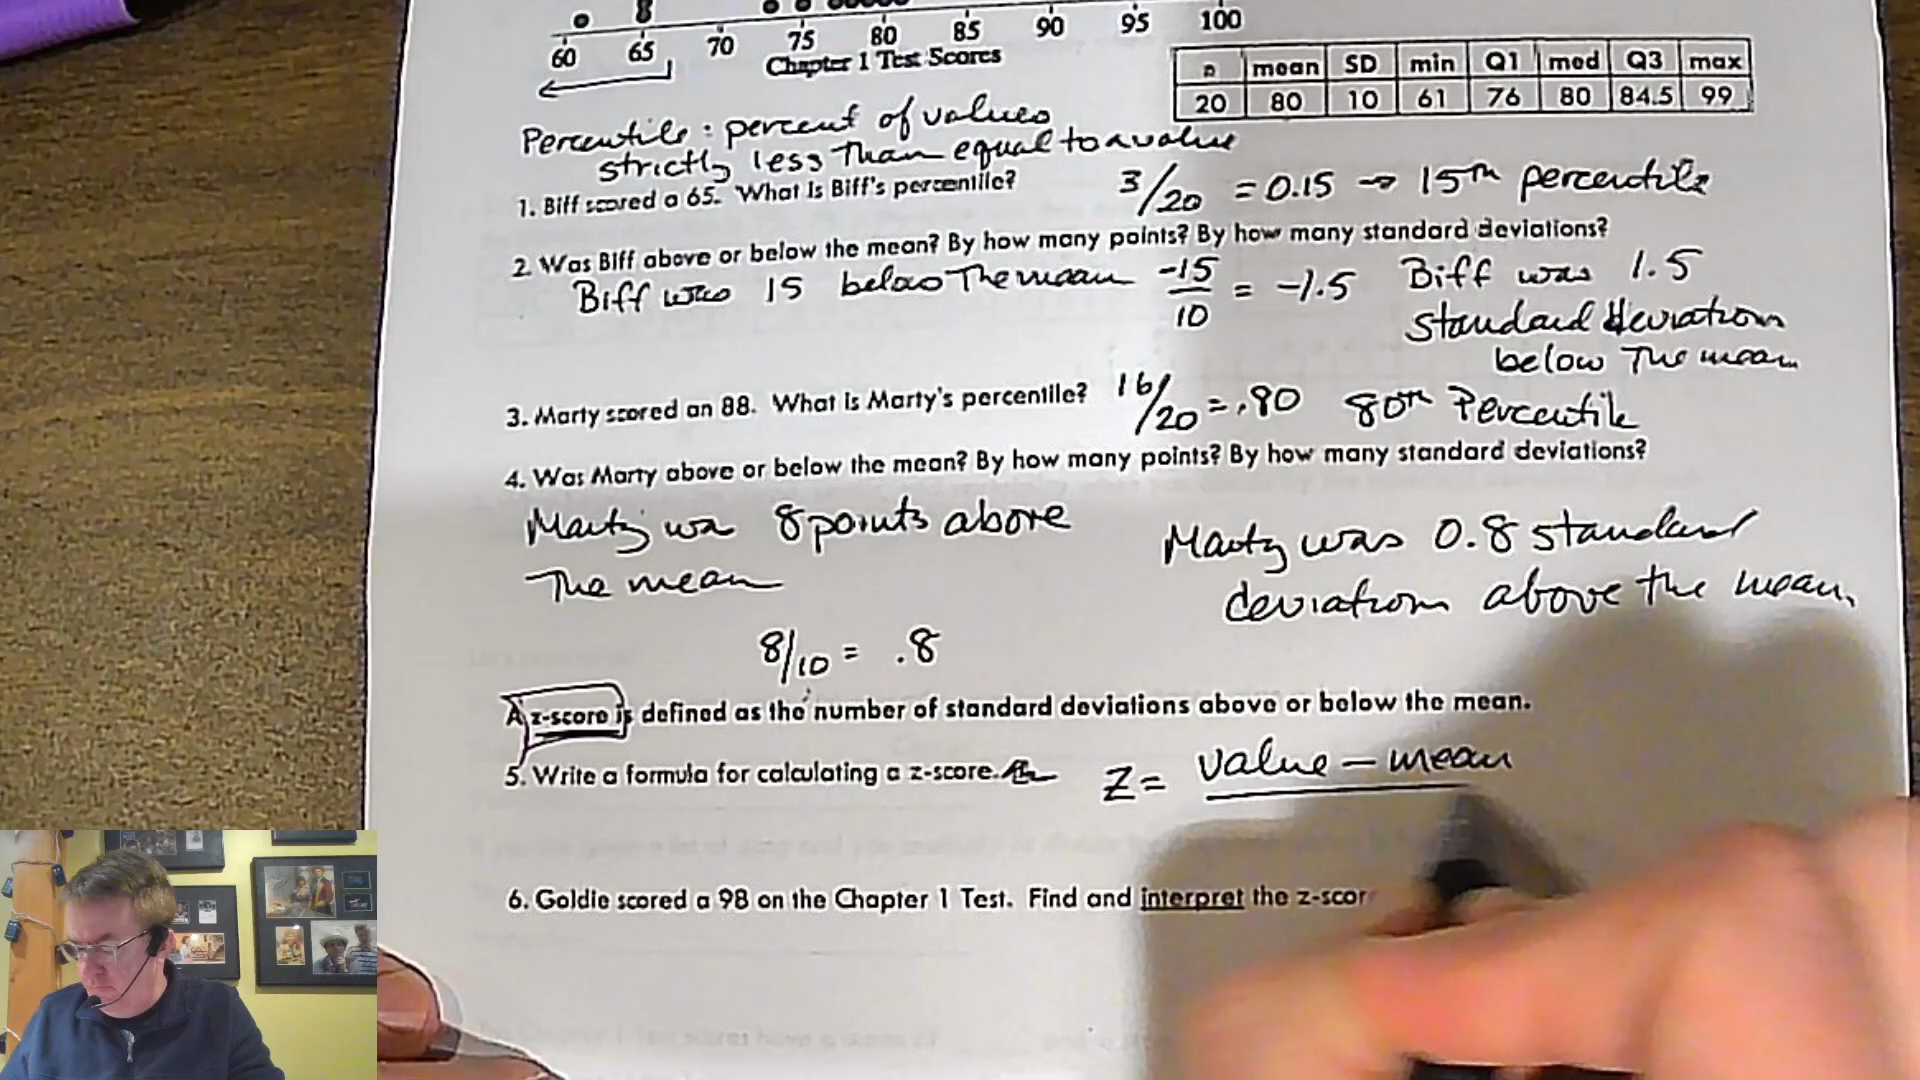 60 65 70 75 80 85 90 95 100
Chapter 1 Test Scores
n mean SD min Q1 med Q3 max
20 80 10 61 76 80 84.5 99
Percentile : percent of values
strictly less than equal to a value
1. Biff scored a 65. What is Biff's percentile? 3/20 = 0.15 → 15th percentile
2. Was Biff above or below the mean? By how many points? By how many standard deviations?
Biff was 15 below the mean -15/10 = -1.5 Biff was 1.5
standard deviations
below the mean
3. Marty scored an 88. What is Marty's percentile? 16/20 = .80 80th Percentile
4. Was Marty above or below the mean? By how many points? By how many standard deviations?
Marty was 8 points above
the mean
Marty was 0.8 standard
deviations above the mean.
8/10 = .8
A z-score is defined as the number of standard deviations above or below the mean.
5. Write a formula for calculating a z-score. Z = value - mean
6. Goldie scored a 98 on the Chapter 1 Test. Find and interpret the z-scor